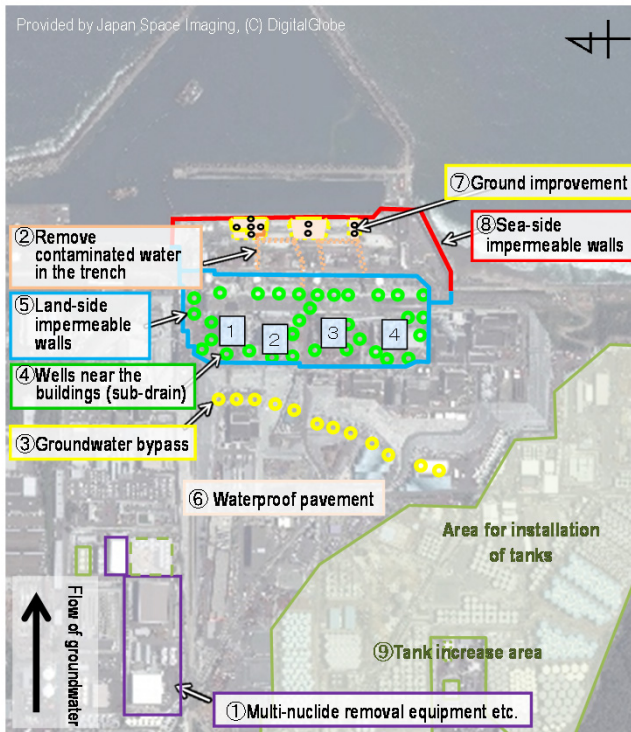 Provided by Japan Space Imaging, (C) DigitalGlobe
⑦Ground improvement
②Remove
contaminated water
in the trench
⑧Sea-side
impermeable walls
⑤Land-side
impermeable
walls
1
2
3
4
④Wells near the
buildings (sub-drain)
③Groundwater bypass
⑥ Waterproof pavement
Area for installation
of tanks
Flow of groundwater
⑨Tank increase area
①Multi-nuclide removal equipment etc.